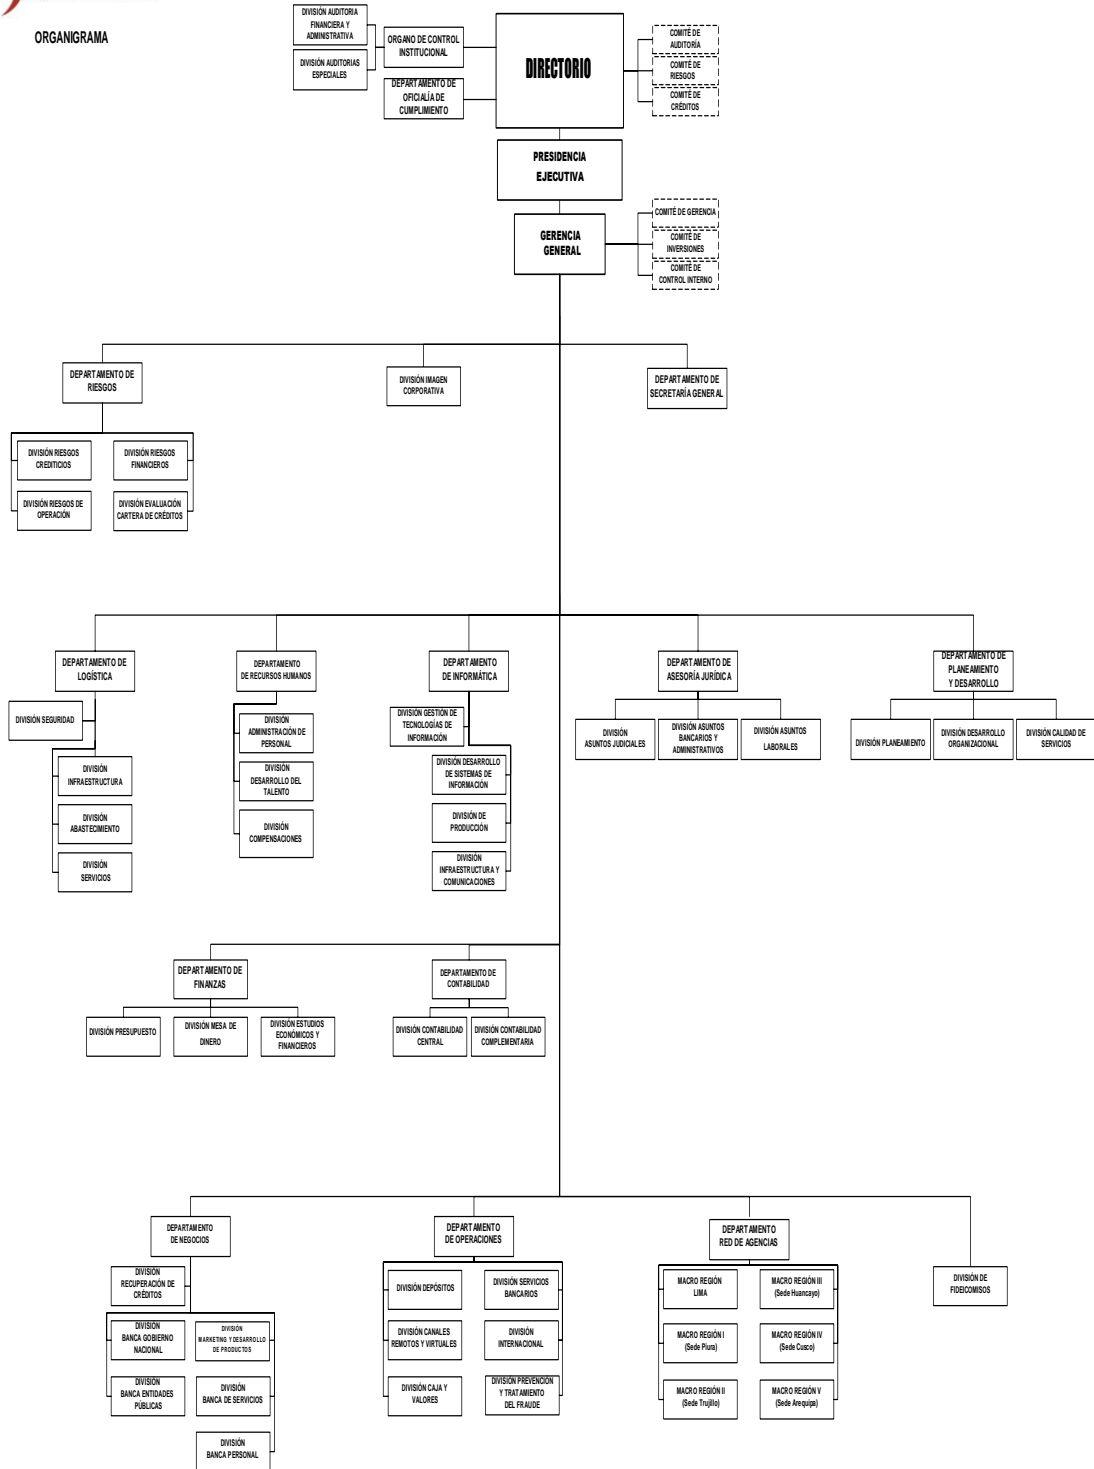 ORGANIGRAMA
DIVISIÓN AUDITORIA
FINANCIERA Y
ADMINISTRATIVA
DIVISIÓN AUDITORIAS
ESPECIALES
ORGANO DE CONTROL
INSTITUCIONAL
DEPARTAMENTO DE
OFICIALÍA DE
CUMPLIMIENTO
DIRECTORIO
COMITÉ DE
AUDITORÍA
COMITÉ DE
RIESGOS
COMITÉ DE
CRÉDITOS
PRESIDENCIA
EJECUTIVA
GERENCIA
GENERAL
COMITÉ DE GERENCIA
COMITÉ DE
INVERSIONES
COMITÉ DE
CONTROL INTERNO
DEPARTAMENTO DE
RIESGOS
DIVISIÓN IMAGEN
CORPORATIVA
DEPARTAMENTO DE
SECRETARÍA GENERAL
DIVISIÓN RIESGOS
CREDITICIOS
DIVISIÓN RIESGOS
FINANCIEROS
DIVISIÓN RIESGOS DE
OPERACIÓN
DIVISIÓN EVALUACIÓN
CARTERA DE CRÉDITOS
DEPARTAMENTO DE
LOGÍSTICA
DIVISIÓN SEGURIDAD
DIVISIÓN
INFRAESTRUCTURA
DIVISIÓN
ABASTECIMIENTO
DIVISIÓN
SERVICIOS
DEPARTAMENTO
DE RECURSOS HUMANOS
DIVISIÓN
ADMINISTRACIÓN DE
PERSONAL
DIVISIÓN
DESARROLLO DEL
TALENTO
DIVISIÓN
COMPENSACIONES
DEPARTAMENTO
DE INFORMÁTICA
DIVISIÓN GESTIÓN DE
TECNOLOGÍAS DE
INFORMACIÓN
DIVISIÓN DESARROLLO
DE SISTEMAS DE
INFORMACIÓN
DIVISIÓN DE
PRODUCCIÓN
DIVISIÓN
INFRAESTRUCTURA Y
COMUNICACIONES
DEPARTAMENTO DE
ASESORÍA JURÍDICA
DIVISIÓN
ASUNTOS JUDICIALES
DIVISIÓN ASUNTOS
BANCARIOS Y
ADMINISTRATIVOS
DIVISIÓN ASUNTOS
LABORALES
DEPARTAMENTO DE
PLANEAMIENTO
Y DESARROLLO
DIVISIÓN PLANEAMIENTO
DIVISIÓN DESARROLLO
ORGANIZACIONAL
DIVISIÓN CALIDAD DE
SERVICIOS
DEPARTAMENTO DE
FINANZAS
DIVISIÓN PRESUPUESTO
DIVISIÓN MESA DE
DINERO
DIVISIÓN ESTUDIOS
ECONÓMICOS Y
FINANCIEROS
DEPARTAMENTO DE
CONTABILIDAD
DIVISIÓN CONTABILIDAD
CENTRAL
DIVISIÓN CONTABILIDAD
COMPLEMENTARIA
DEPARTAMENTO
DE NEGOCIOS
DIVISIÓN
RECUPERACIÓN DE
CRÉDITOS
DIVISIÓN
BANCA GOBIERNO
NACIONAL
DIVISIÓN
MARKETING Y DESARROLLO
DE PRODUCTOS
DIVISIÓN
BANCA ENTIDADES
PÚBLICAS
DIVISIÓN
BANCA DE SERVICIOS
DIVISIÓN
BANCA PERSONAL
DEPARTAMENTO
DE OPERACIONES
DIVISIÓN DEPÓSITOS
DIVISIÓN SERVICIOS
BANCARIOS
DIVISIÓN CANALES
REMOTOS Y VIRTUALES
DIVISIÓN
INTERNACIONAL
DIVISIÓN CAJA Y
VALORES
DIVISIÓN PREVENCIÓN
Y TRATAMIENTO
DEL FRAUDE
DEPARTAMENTO
RED DE AGENCIAS
MACRO REGIÓN
LIMA
MACRO REGIÓN III
(Sede Huancayo)
MACRO REGIÓN I
(Sede Piura)
MACRO REGIÓN IV
(Sede Cusco)
MACRO REGIÓN II
(Sede Trujillo)
MACRO REGIÓN V
(Sede Arequipa)
DIVISIÓN DE
FIDEICOMISOS